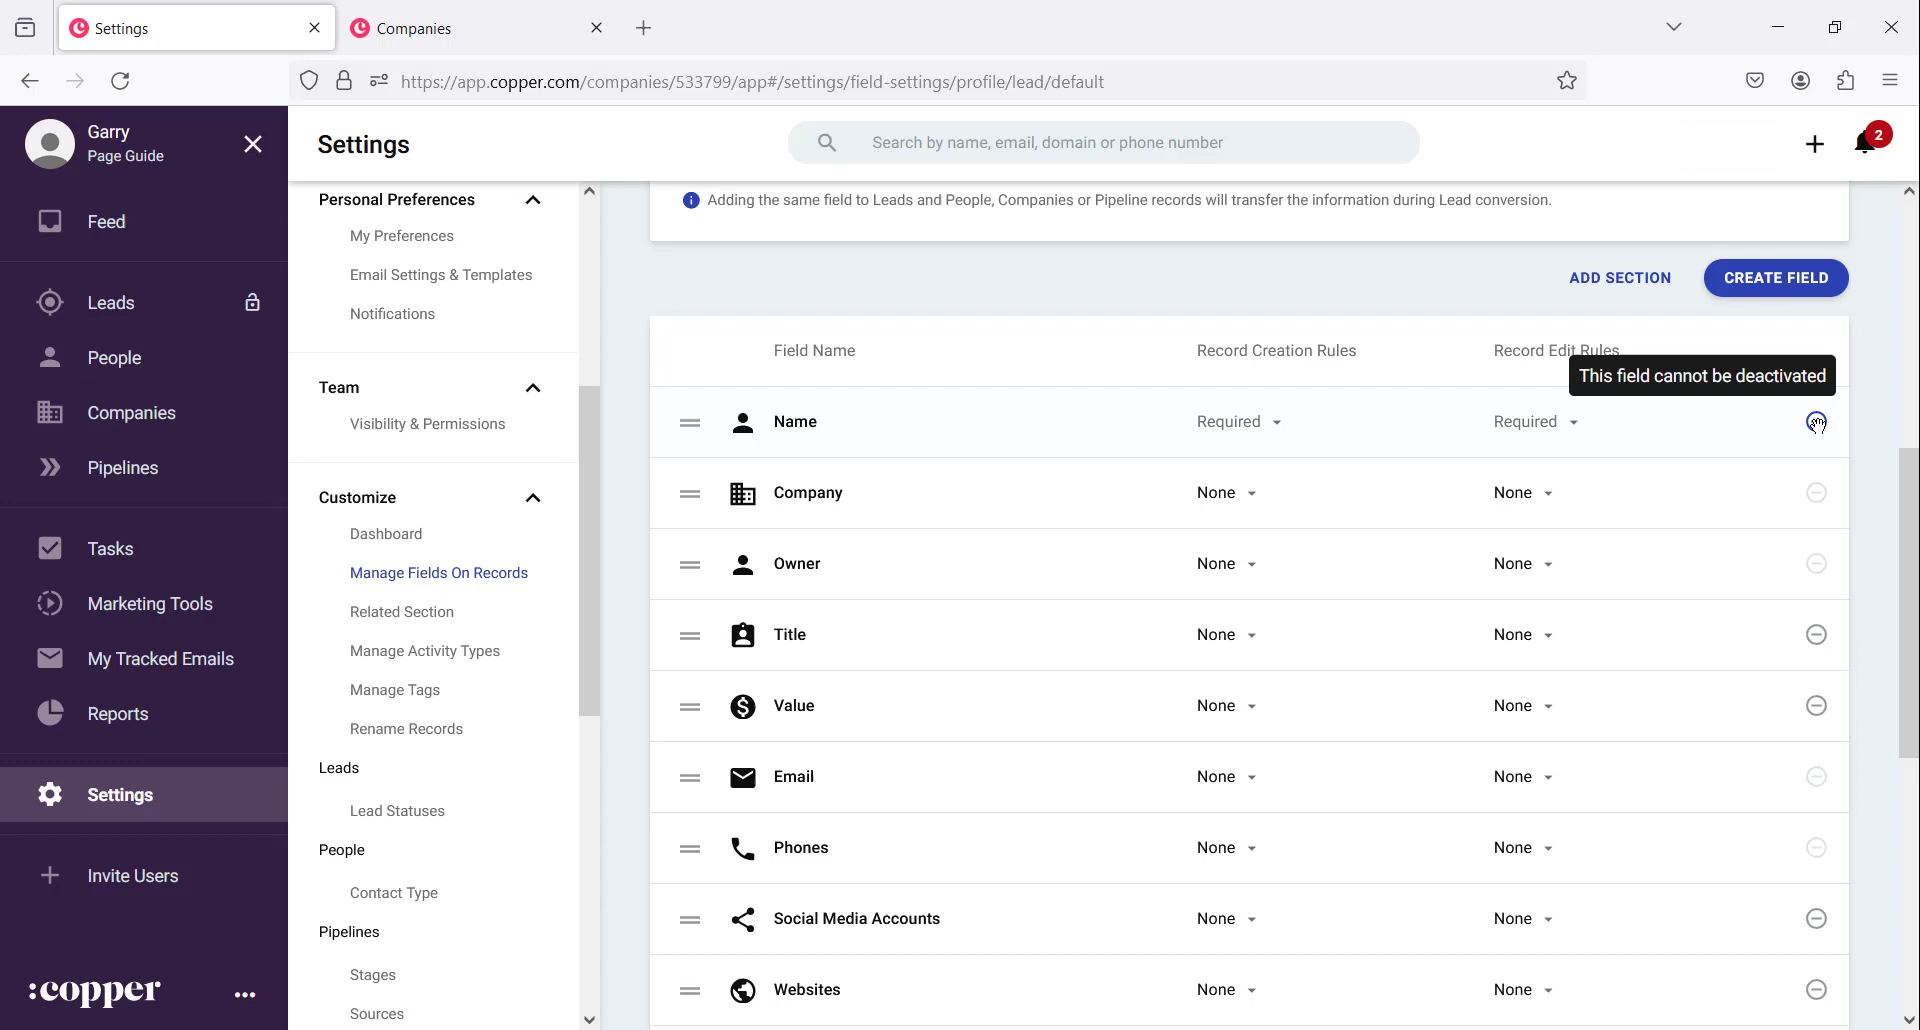 Settings
Companies
https://app.copper.com/companies/533799/app#/settings/field-settings/profile/lead/default
Garry
Page Guide
Settings
Search by name, email, domain or phone number
2
Feed
Leads
People
Companies
Pipelines
Tasks
Marketing Tools
My Tracked Emails
Reports
Settings
Invite Users
:copper
Personal Preferences
My Preferences
Email Settings & Templates
Notifications
Team
Visibility & Permissions
Customize
Dashboard
Manage Fields On Records
Related Section
Manage Activity Types
Manage Tags
Rename Records
Leads
Lead Statuses
People
Contact Type
Pipelines
Stages
Sources
Adding the same field to Leads and People, Companies or Pipeline records will transfer the information during Lead conversion.
ADD SECTION CREATE FIELD
Field Name Record Creation Rules Record Edit Rules
This field cannot be deactivated
Name Required Required
Company None None
Owner None None
Title None None
Value None None
Email None None
Phones None None
Social Media Accounts None None
Websites None None